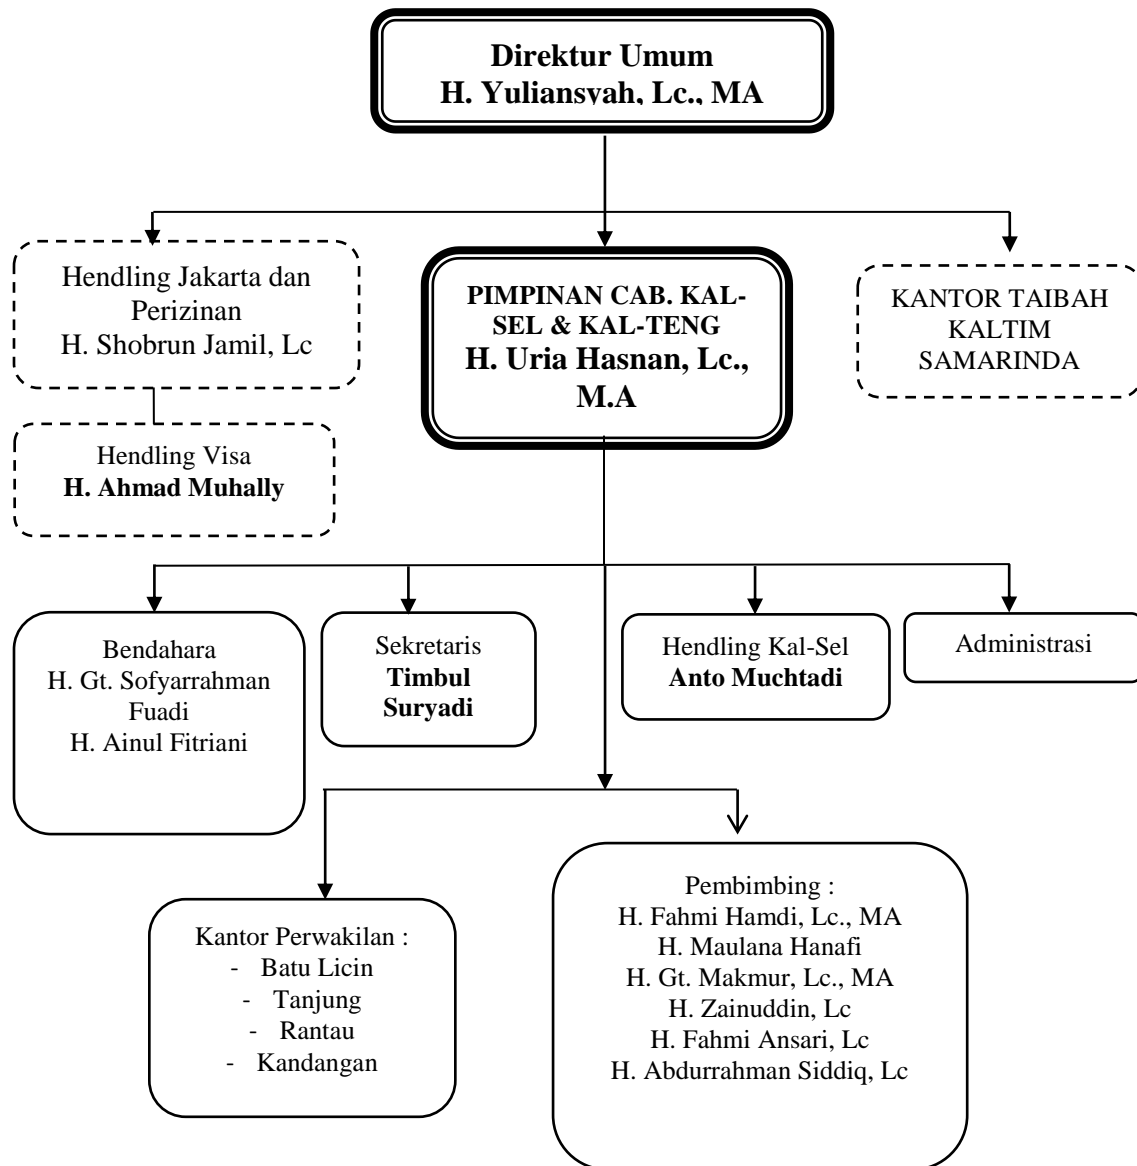 Direktur Umum
H. Yuliansyah, Lc., MA
Hendling Jakarta dan
Perizinan
H. Shobrun Jamil, Lc
PIMPINAN CAB. KAL-
SEL & KAL-TENG
H. Uria Hasnan, Lc.,
M.A
KANTOR TAIBAH
KALTIM
SAMARINDA
Hendling Visa
H. Ahmad Muhally
Bendahara
H. Gt. Sofyarrahman
Fuadi
H. Ainul Fitriani
Sekretaris
Timbul
Suryadi
Hendling Kal-Sel
Anto Muchtadi
Administrasi
Kantor Perwakilan :
- Batu Licin
- Tanjung
- Rantau
- Kandangan
Pembimbing :
H. Fahmi Hamdi, Lc., MA
H. Maulana Hanafi
H. Gt. Makmur, Lc., MA
H. Zainuddin, Lc
H. Fahmi Ansari, Lc
H. Abdurrahman Siddiq, Lc